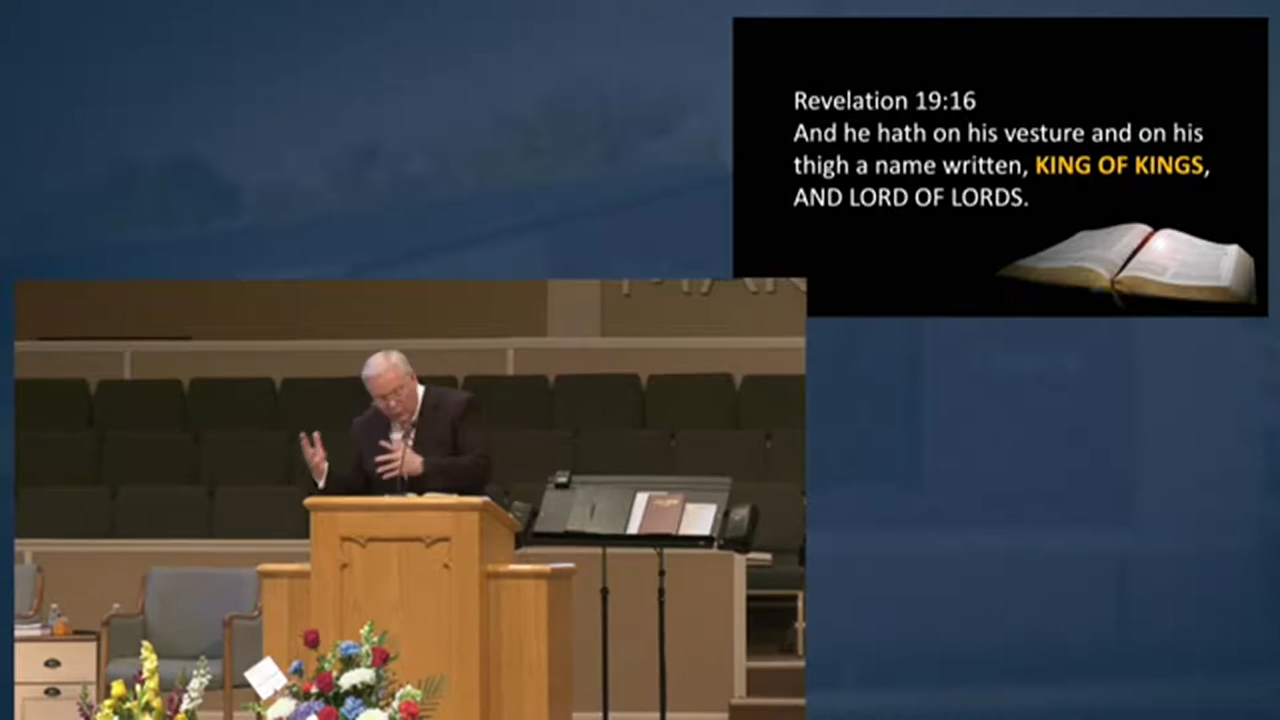 Revelation 19:16
And he hath on his vesture and on his
thigh a name written, KING OF KINGS,
AND LORD OF LORDS.